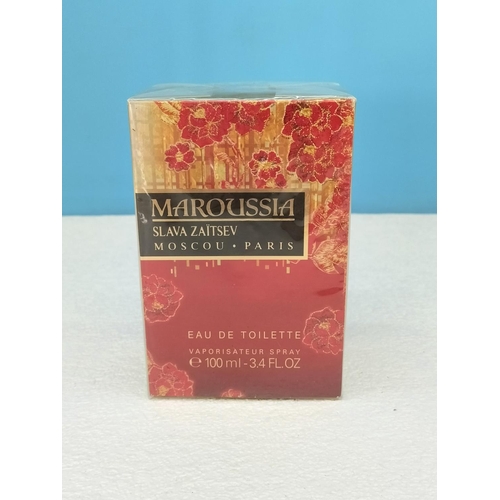 MAROUSSIA
SLAVA ZAÏTSEV
MOSCOU • PARIS
EAU DE TOILETTE
VAPORISATEUR SPRAY
℮ 100 ml - 3.4 FL.OZ